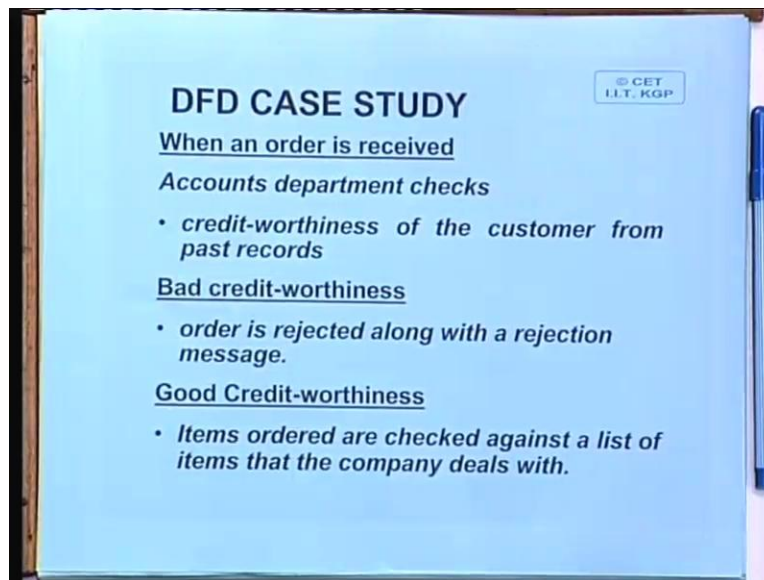 © CET
I.I.T. KGP
DFD CASE STUDY
When an order is received
Accounts department checks
• credit-worthiness of the customer from
past records
Bad credit-worthiness
• order is rejected along with a rejection
message.
Good Credit-worthiness
• Items ordered are checked against a list of
items that the company deals with.